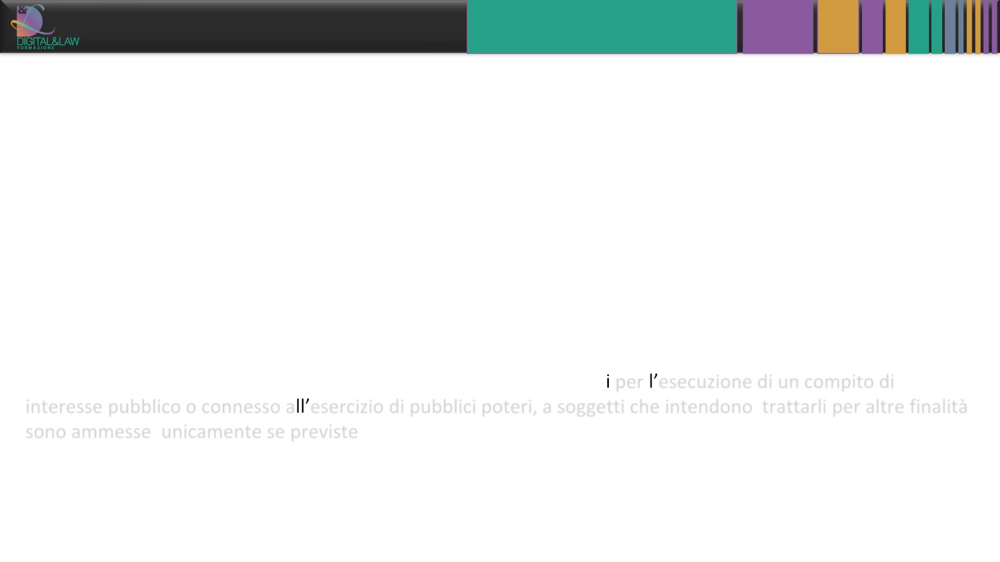 &
DIGITAL&LAW
FORMAZIONE
i per l’esecuzione di un compito di
interesse pubblico o connesso all’esercizio di pubblici poteri, a soggetti che intendono trattarli per altre finalità
sono ammesse unicamente se previste